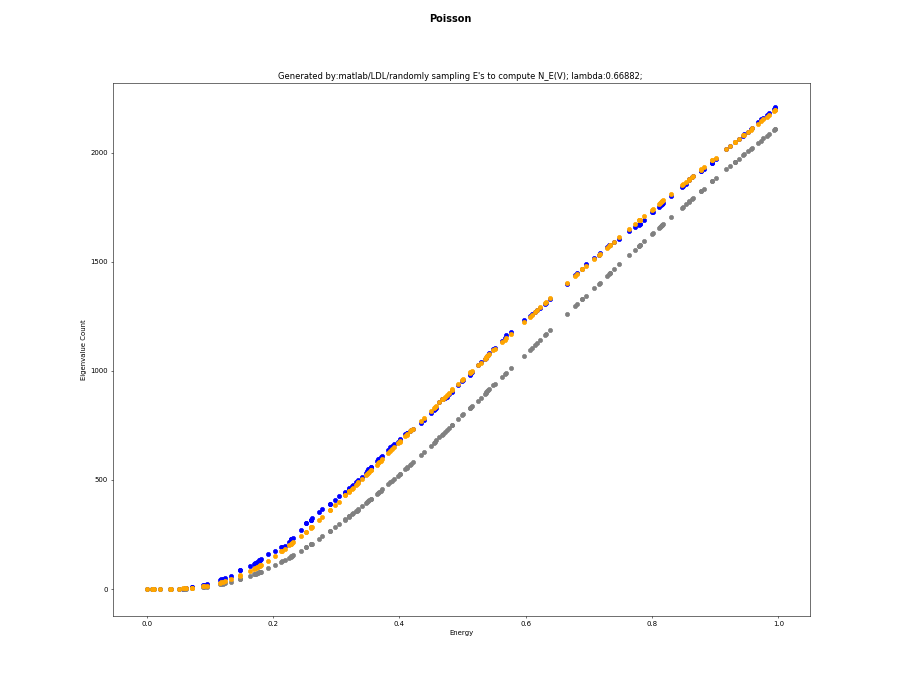 Poisson
Generated by:matlab/LDL/randomly sampling E's to compute N_E(V); lambda:0.66882;
2000
1500
1000
500
0
Eigenvalue Count
0.0 0.2 0.4 0.6 0.8 1.0
Energy